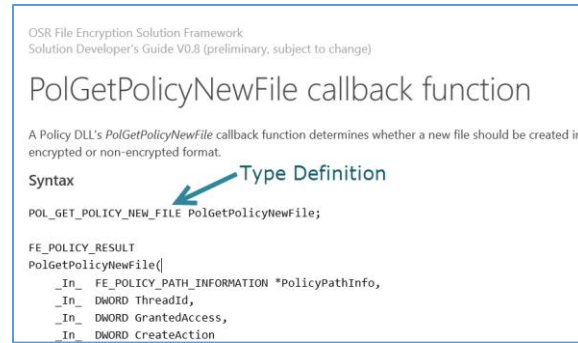 OSR File Encryption Solution Framework
Solution Developer's Guide V0.8 (preliminary, subject to change)
PolGetPolicyNewFile callback function
A Policy DLL's PolGetPolicyNewFile callback function determines whether a new file should be created in
encrypted or non-encrypted format.
Syntax
Type Definition
POL_GET_POLICY_NEW_FILE PolGetPolicyNewFile;
FE_POLICY_RESULT
PolGetPolicyNewFile(
_In_ FE_POLICY_PATH_INFORMATION *PolicyPathInfo,
_In_ DWORD ThreadId,
_In_ DWORD GrantedAccess,
_In_ DWORD CreateAction